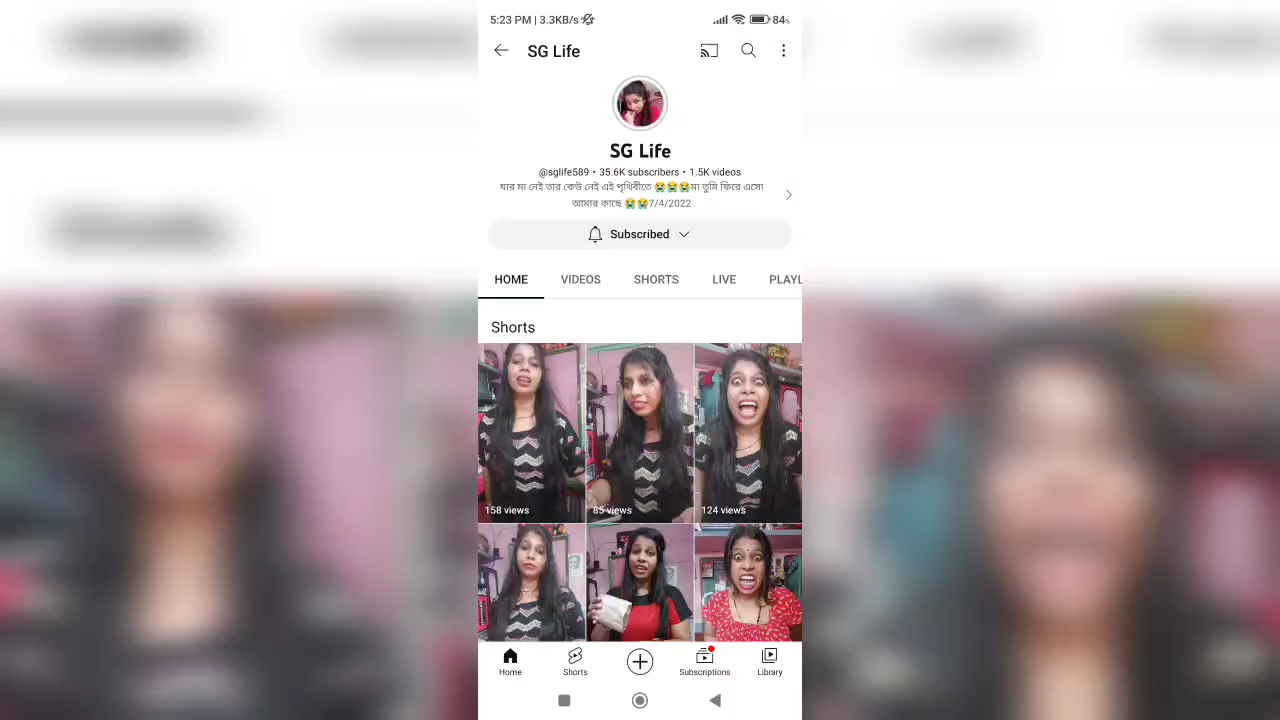 5:23 PM | 3.3KB/s
84%
SG Life
SG Life
@sglife589 • 35.6K subscribers • 1.5K videos
যার মা নেই তার কেউ নেই এই পৃথিবীতে 😭😭😭মা তুমি ফিরে এসো
আমার কাছে 😭😭7/4/2022
Subscribed
HOME VIDEOS SHORTS LIVE PLAYL
Shorts
158 views 85 views 124 views
Home Shorts Subscriptions Library